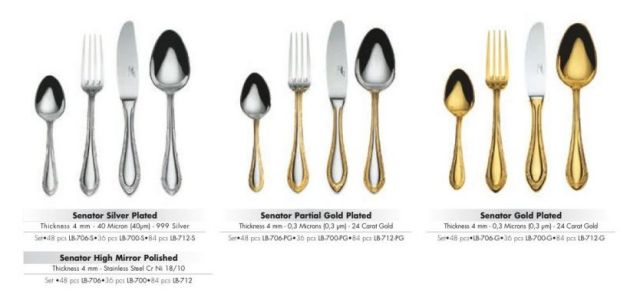 Senator Silver Plated
Thickness 4 mm - 40 Micron (40µm) - 999 Silver
Set•48 pcs LB-706-S•36 pcs LB-700-S•84 pcs LB-712-S
Senator High Mirror Polished
Thickness 4 mm - Stainless Steel Cr Ni 18/10
Set •48 pcs LB-706•36 pcs LB-700•84 pcs LB-712
Senator Partial Gold Plated
Thickness 4 mm - 0,3 Microns (0,3 µm) - 24 Carat Gold
Set•48 pcs LB-706-PG•36 pcs LB-700-PG•84 pcs LB-712-PG
Senator Gold Plated
Thickness 4 mm - 0,3 Microns (0,3 µm) - 24 Carat Gold
Set•48 pcs LB-706-G•36 pcs LB-700-G•84 pcs LB-712-G